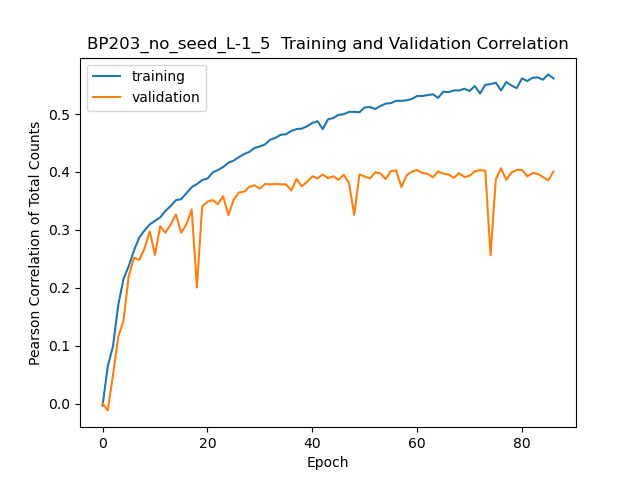 BP203_no_seed_L-1_5  Training and Validation Correlation
training
validation
Pearson Correlation of Total Counts
0.5
0.4
0.3
0.2
0.1
0.0
0 20 40 60 80
Epoch